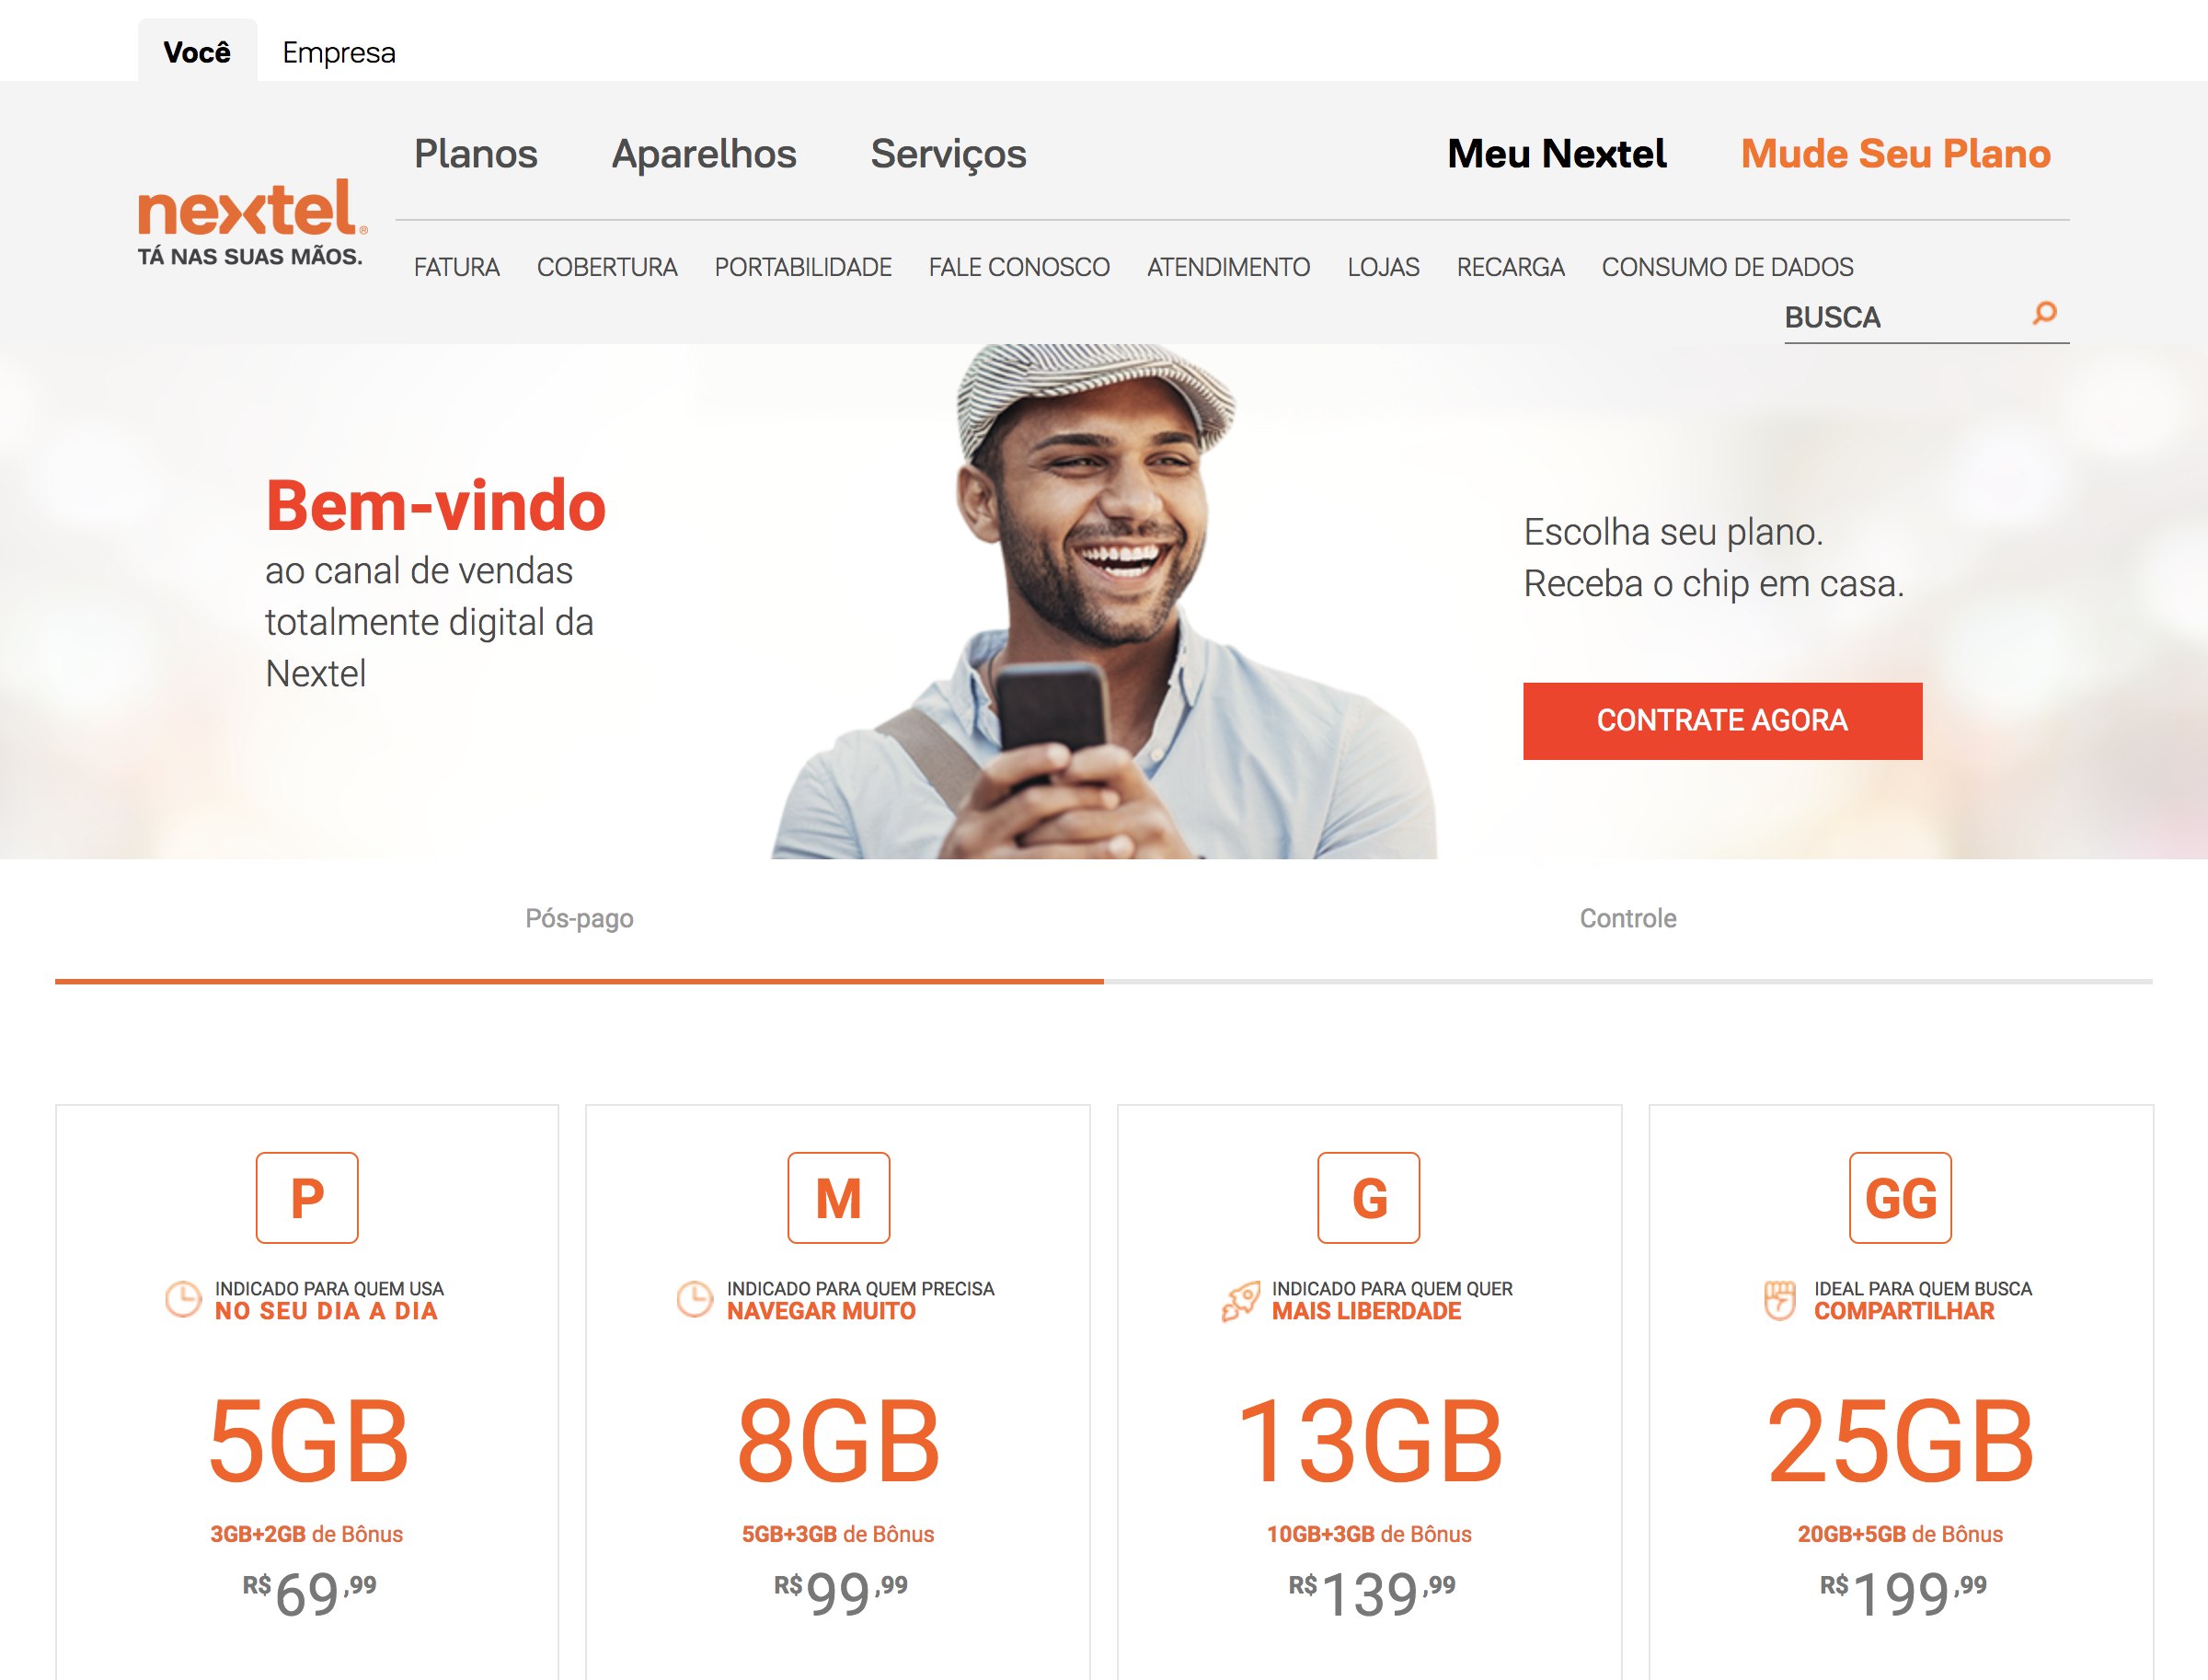 Você Empresa
Planos Aparelhos Serviços Meu Nextel Mude Seu Plano
nextel®
TÁ NAS SUAS MÃOS.
FATURA COBERTURA PORTABILIDADE FALE CONOSCO ATENDIMENTO LOJAS RECARGA CONSUMO DE DADOS
BUSCA
Bem-vindo
ao canal de vendas
totalmente digital da
Nextel
Escolha seu plano.
Receba o chip em casa.
CONTRATE AGORA
Pós-pago Controle
P
INDICADO PARA QUEM USA
NO SEU DIA A DIA
5GB
3GB+2GB de Bônus
R$69,99
M
INDICADO PARA QUEM PRECISA
NAVEGAR MUITO
8GB
5GB+3GB de Bônus
R$99,99
G
INDICADO PARA QUEM QUER
MAIS LIBERDADE
13GB
10GB+3GB de Bônus
R$139,99
GG
IDEAL PARA QUEM BUSCA
COMPARTILHAR
25GB
20GB+5GB de Bônus
R$199,99